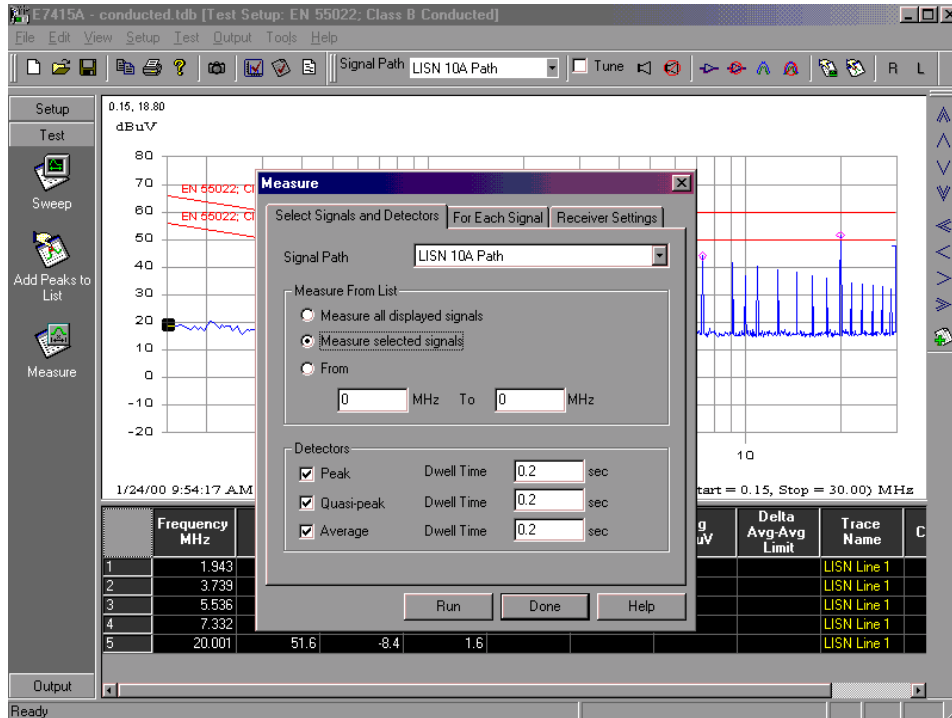 E7415A - conducted.tdb [Test Setup: EN 55022; Class B Conducted]
File Edit View Setup Test Output Tools Help
Signal Path LISN 10A Path Tune R L
Setup
Test
Sweep
Add Peaks to
List
Measure
Output
0.15, 18.80
dBuV
80
70
60
50
40
30
20
10
0
-10
-20
EN 55022; Cl
EN 55022; Cl
10
1/24/00 9:54:17 AM
tart = 0.15, Stop = 30.00) MHz
Measure
Select Signals and Detectors For Each Signal Receiver Settings
Signal Path LISN 10A Path
Measure From List
Measure all displayed signals
Measure selected signals
From
0 MHz To 0 MHz
Detectors
Peak Dwell Time 0.2 sec
Quasi-peak Dwell Time 0.2 sec
Average Dwell Time 0.2 sec
Run Done Help
Frequency
MHz
Delta
Avg-Avg
Limit
Trace
Name
C
1 1.943 LISN Line 1
2 3.739 LISN Line 1
3 5.536 LISN Line 1
4 7.332 LISN Line 1
5 20.001 51.6 -8.4 1.6 LISN Line 1
Ready